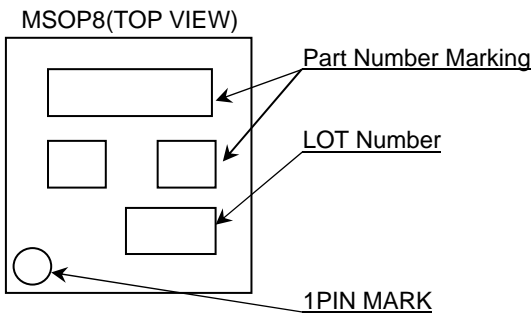 MSOP8(TOP VIEW)
Part Number Marking
LOT Number
1PIN MARK